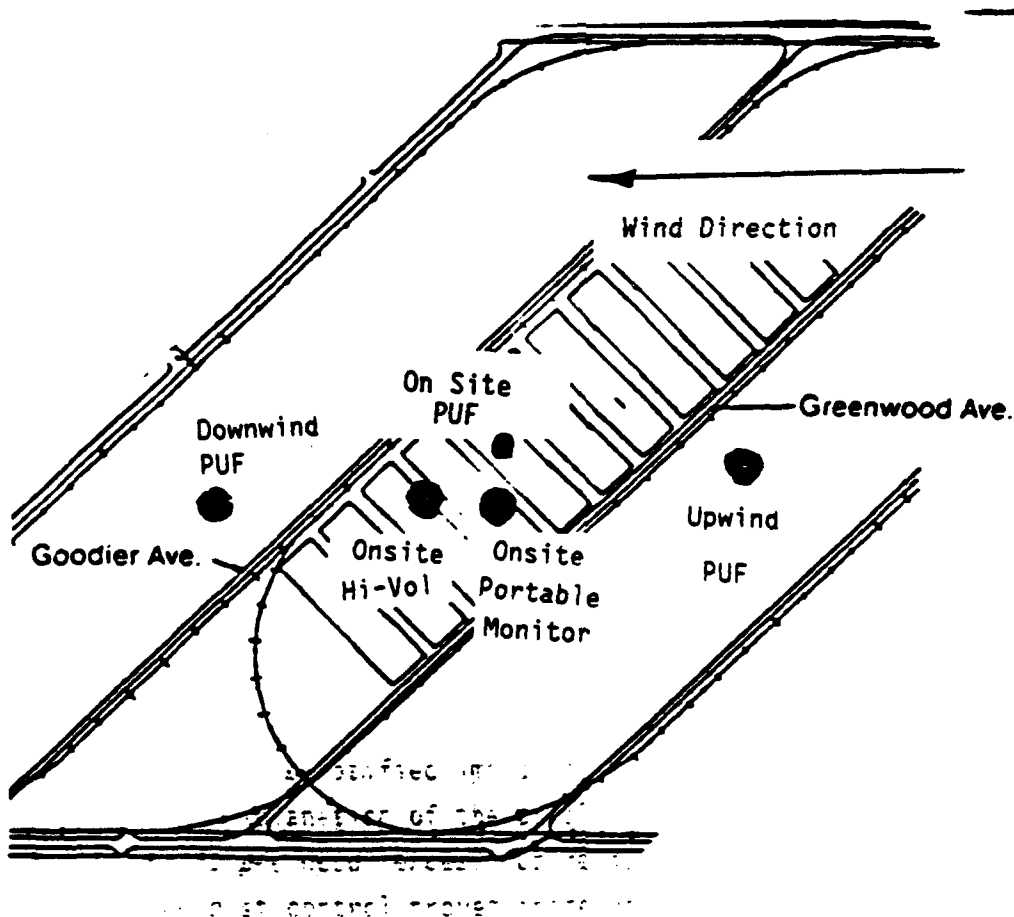 Wind Direction
On Site
PUF
Greenwood Ave.
Downwind
PUF
Upwind
PUF
Goodier Ave.
Onsite
Hi-Vol
Onsite
Portable
Monitor
of the
control